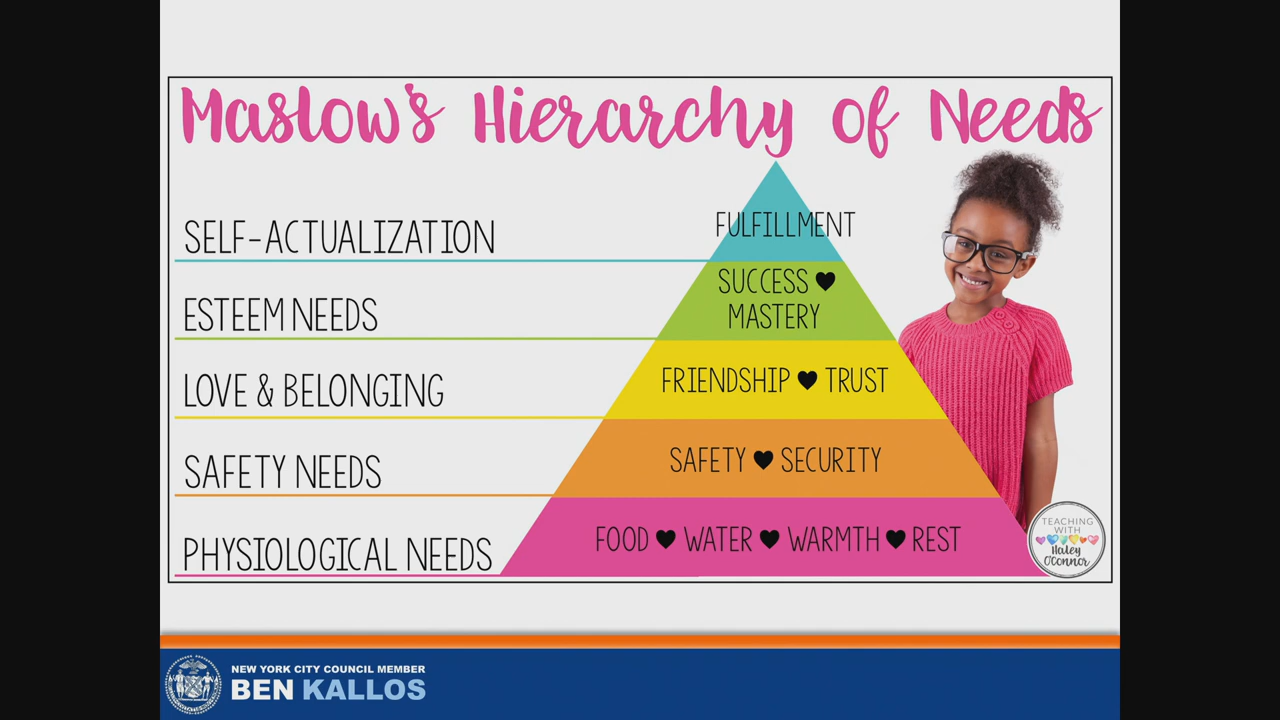 Maslow's Hierarchy of Needs
SELF-ACTUALIZATION
FULFILLMENT
ESTEEM NEEDS
SUCCESS ♥
MASTERY
LOVE & BELONGING
FRIENDSHIP ♥ TRUST
SAFETY NEEDS
SAFETY ♥ SECURITY
PHYSIOLOGICAL NEEDS
FOOD ♥ WATER ♥ WARMTH ♥ REST
TEACHING
WITH
Haley
O'Connor
NEW YORK CITY COUNCIL MEMBER
BEN KALLOS